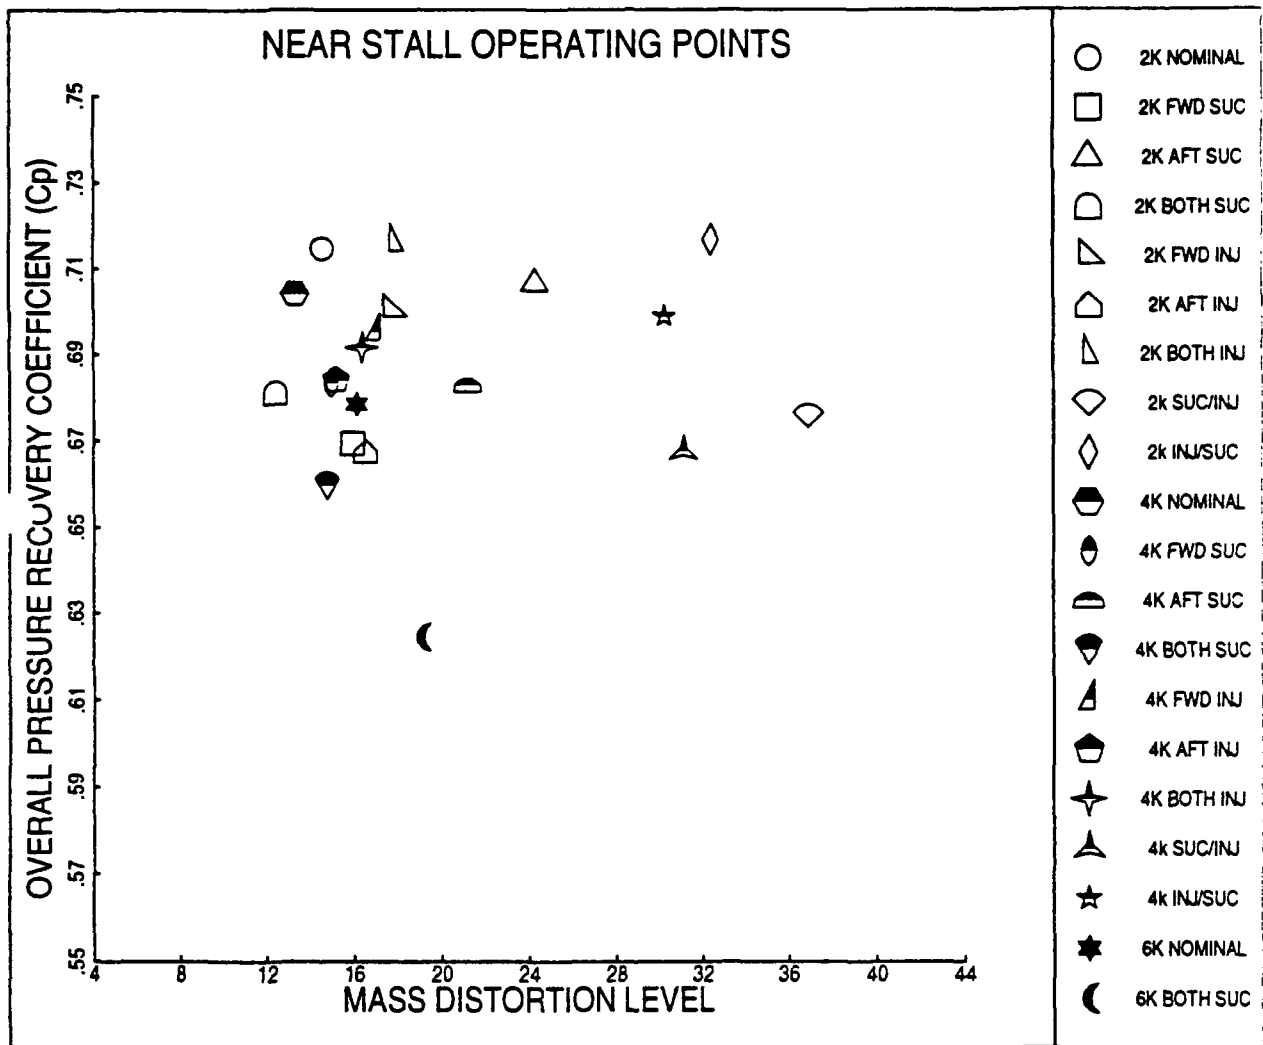 NEAR STALL OPERATING POINTS
OVERALL PRESSURE RECOVERY COEFFICIENT (Cp)
.75
.73
.71
.69
.67
.65
.63
.61
.59
.57
.55
4 8 12 16 20 24 28 32 36 40 44
MASS DISTORTION LEVEL
2K NOMINAL
2K FWD SUC
2K AFT SUC
2K BOTH SUC
2K FWD INJ
2K AFT INJ
2K BOTH INJ
2k SUC/INJ
2k INJ/SUC
4K NOMINAL
4K FWD SUC
4K AFT SUC
4K BOTH SUC
4K FWD INJ
4K AFT INJ
4K BOTH INJ
4k SUC/INJ
4k INJ/SUC
6K NOMINAL
6K BOTH SUC